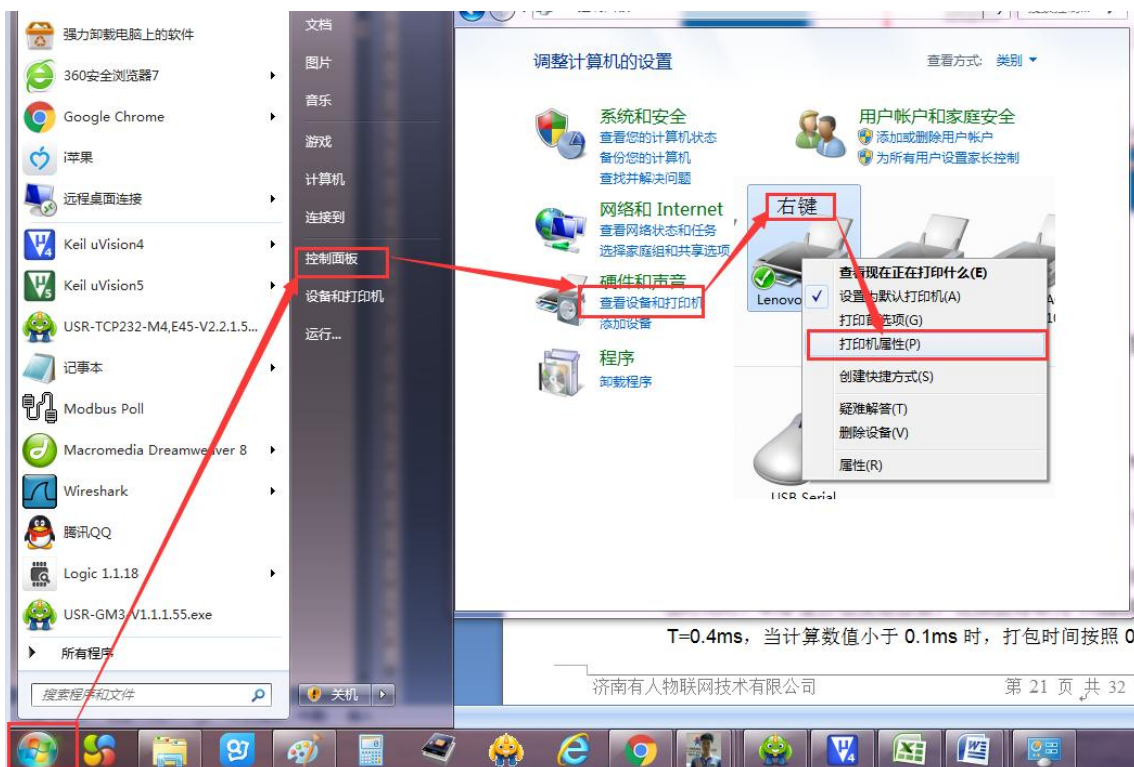 强力卸载电脑上的软件
360安全浏览器7
Google Chrome
i苹果
远程桌面连接
Keil uVision4
Keil uVision5
USR-TCP232-M4,E45-V2.2.1.5...
记事本
Modbus Poll
Macromedia Dreamweaver 8
Wireshark
腾讯QQ
Logic 1.1.18
USR-GM3-V1.1.1.55.exe
所有程序
搜索程序和文件
文档
图片
音乐
游戏
计算机
连接到
控制面板
设备和打印机
运行...
关机
调整计算机的设置
查看方式: 类别
系统和安全
查看您的计算机状态
备份您的计算机
查找并解决问题
网络和 Internet
查看网络状态和任务
选择家庭组和共享选项
硬件和声音
查看设备和打印机
添加设备
程序
卸载程序
用户帐户和家庭安全
添加或删除用户帐户
为所有用户设置家长控制
右键
Lenovo
查看现在正在打印什么(E)
设置为默认打印机(A)
打印首选项(G)
打印机属性(P)
创建快捷方式(S)
疑难解答(T)
删除设备(V)
属性(R)
USB Serial
T=0.4ms，当计算数值小于 0.1ms 时，打包时间按照 0
济南有人物联网技术有限公司
第 21 页 共 32